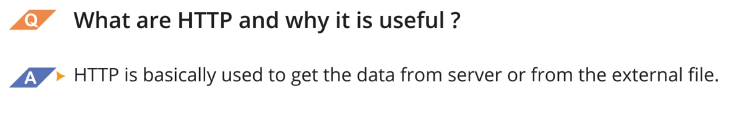 Q What are HTTP and why it is useful ?
A HTTP is basically used to get the data from server or from the external file.